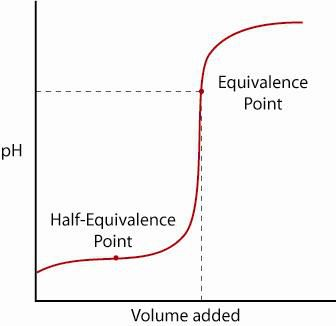 Equivalence
Point
pH
Half-Equivalence
Point
Volume added